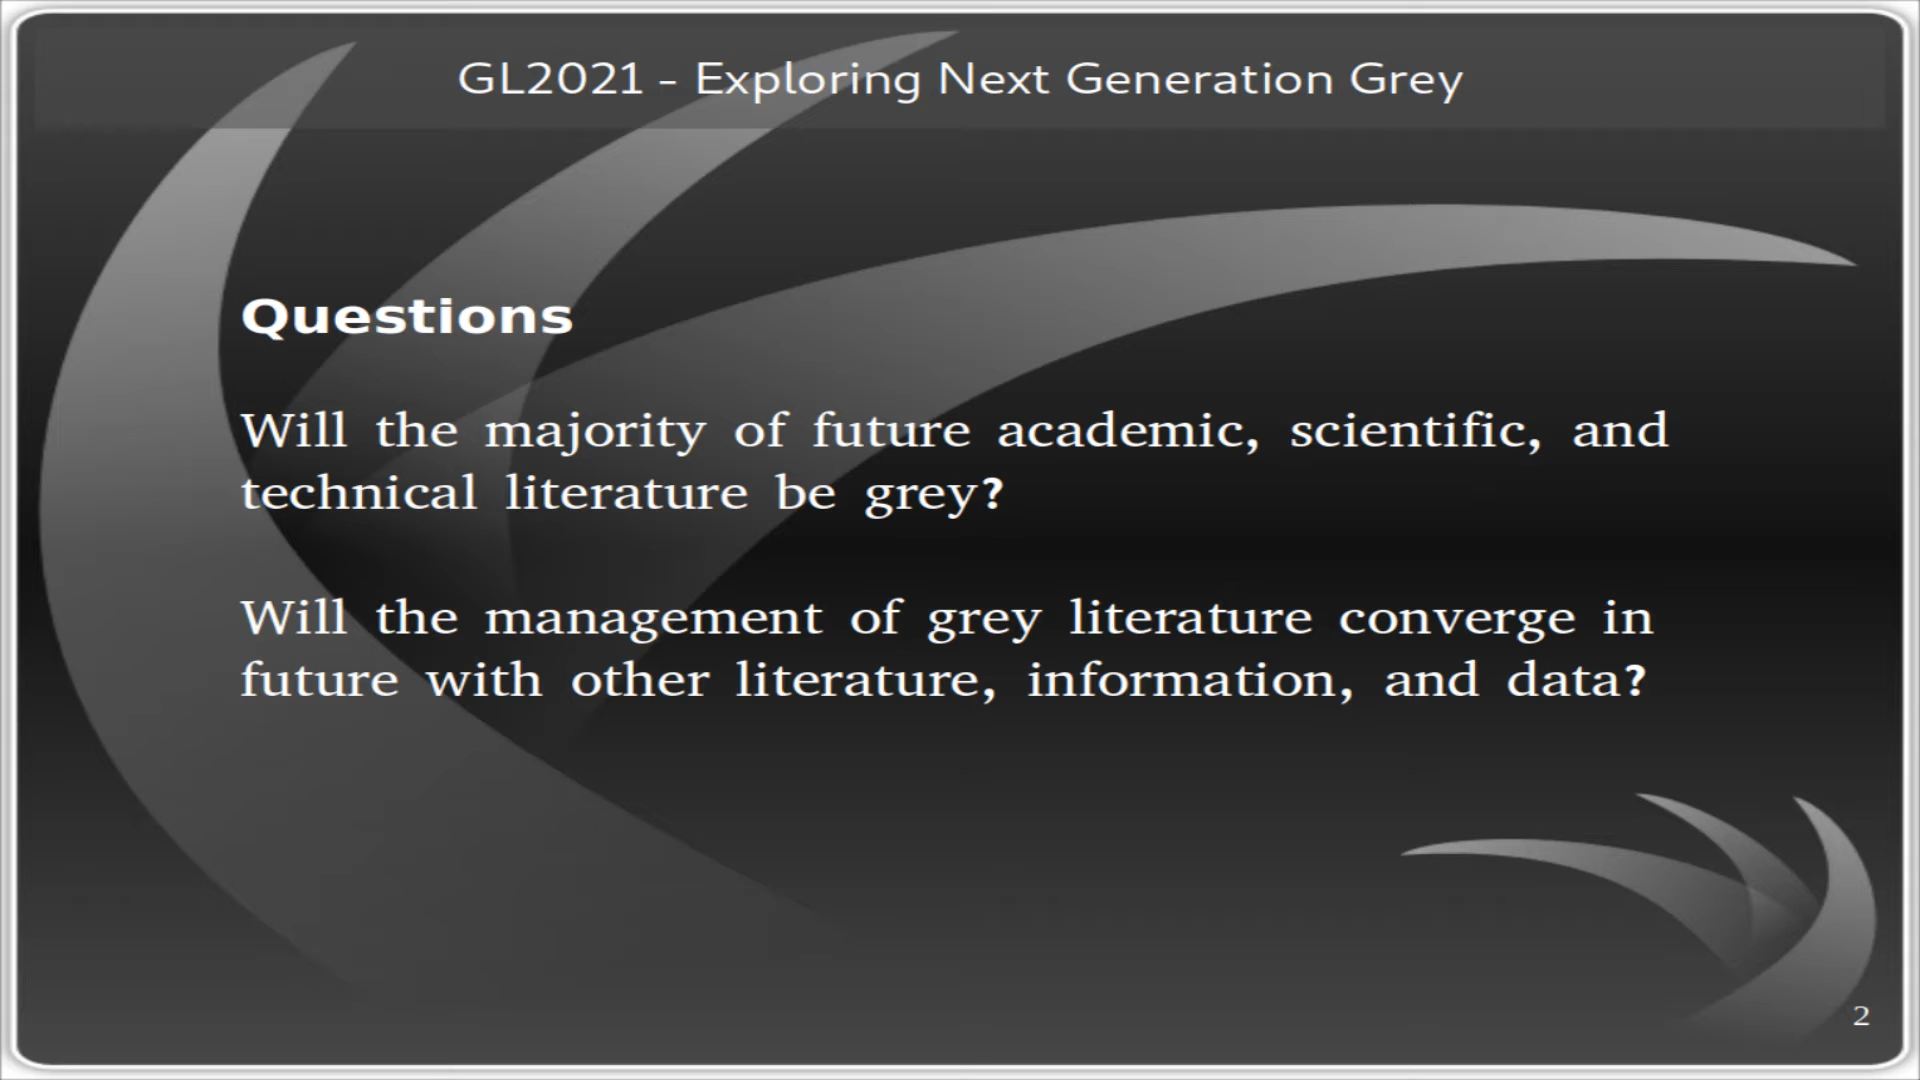 GL2021 - Exploring Next Generation Grey
Questions
Will the majority of future academic, scientific, and
technical literature be grey?
Will the management of grey literature converge in
future with other literature, information, and data?
2